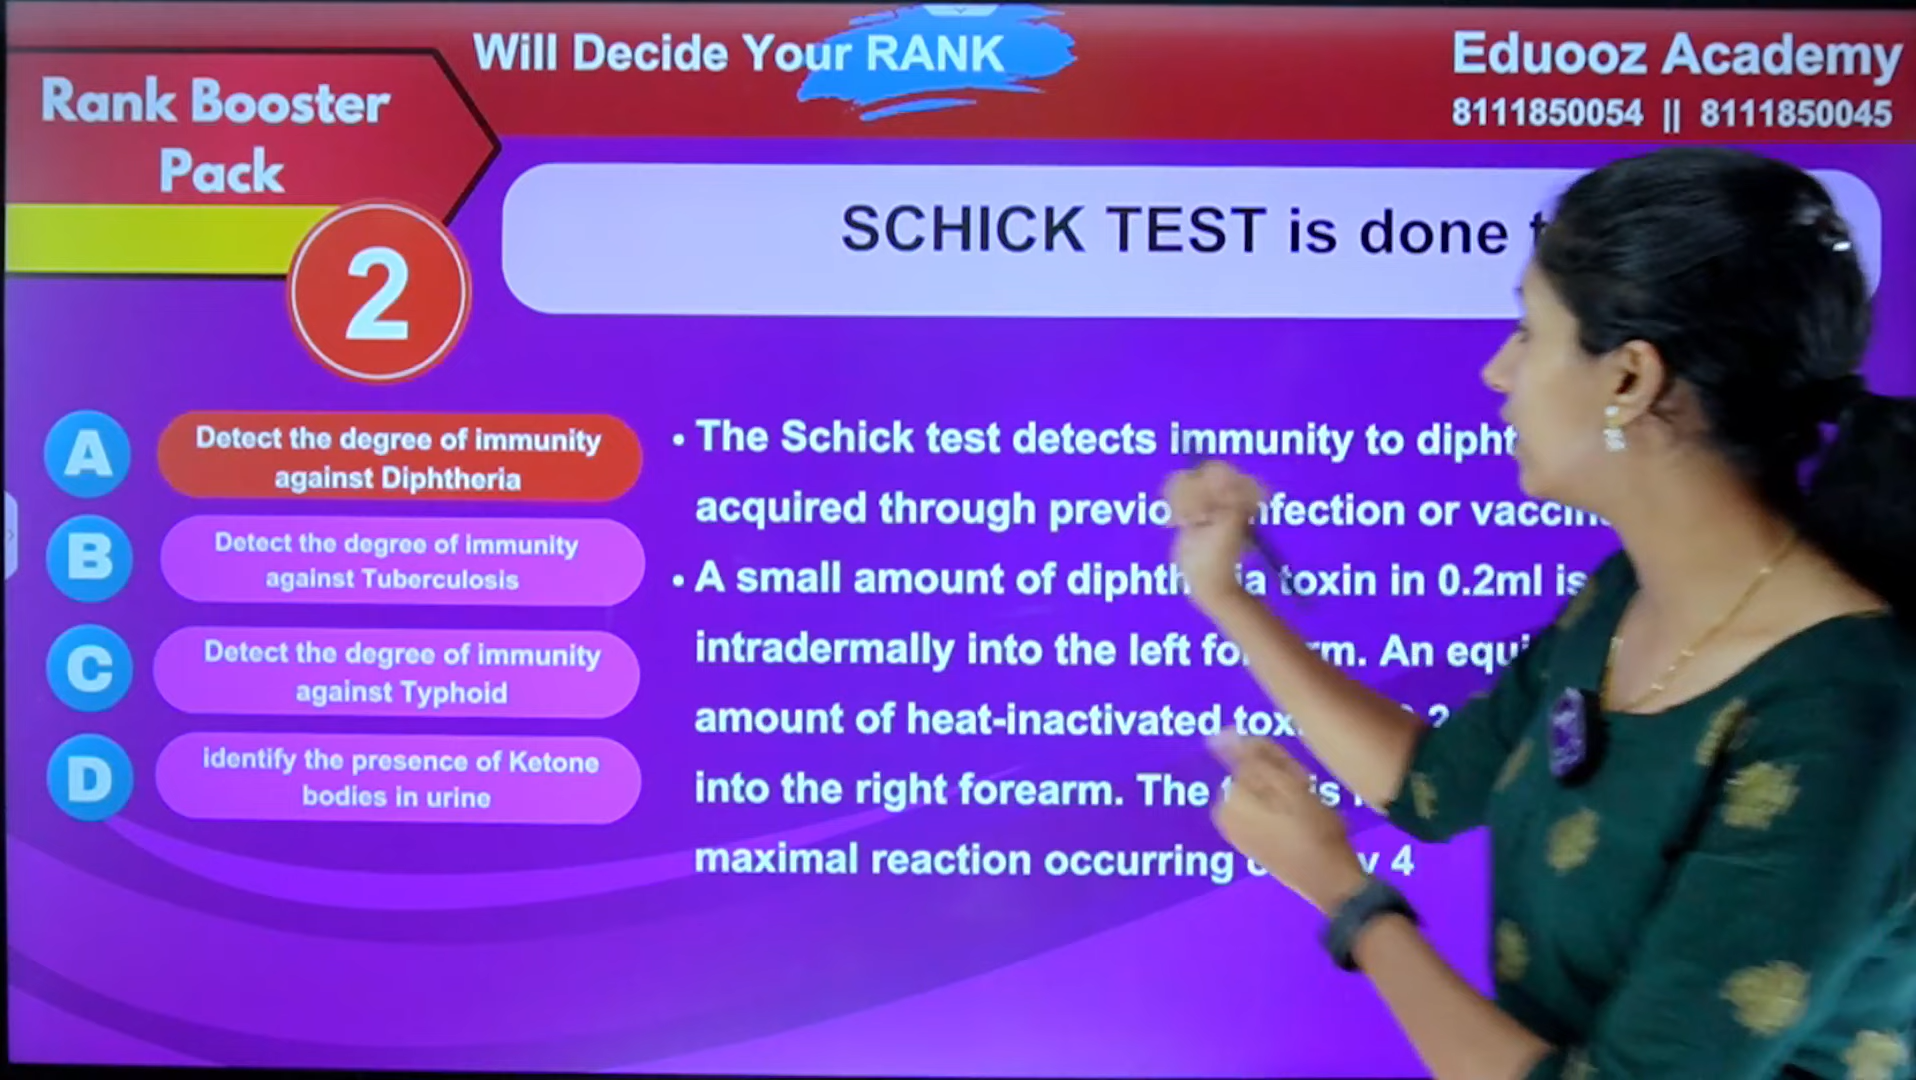 Will Decide Your RANK
Eduooz Academy
8111850054 || 8111850045
Rank Booster
Pack
2
SCHICK TEST is done
A
Detect the degree of immunity
against Diphtheria
B
Detect the degree of immunity
against Tuberculosis
C
Detect the degree of immunity
against Typhoid
D
identify the presence of Ketone
bodies in urine
• The Schick test detects immunity to
acquired through or
• A small amount of toxin in 0.2ml is
intradermally into the left An
amount of heat-inactivated
into the right forearm. The
maximal reaction occurring 4